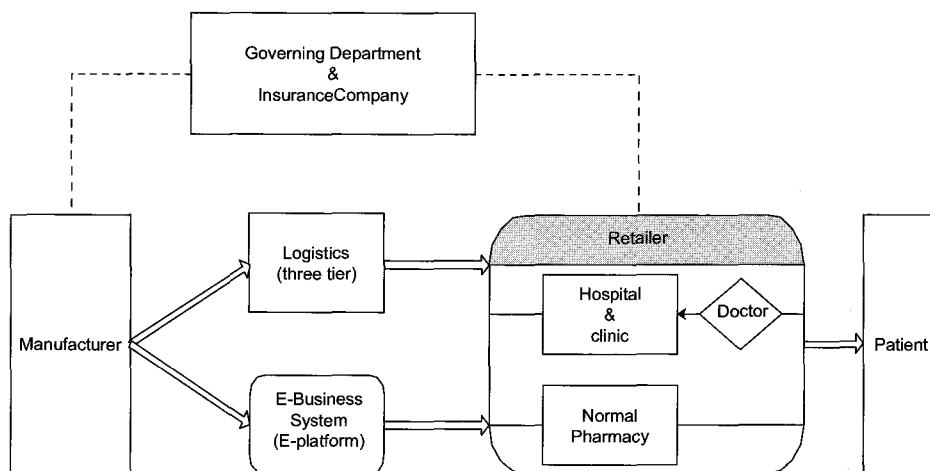 Governing Department
&
InsuranceCompany
Logistics
(three tier)
Retailer
Hospital
&
clinic
Doctor
Manufacturer
Patient
E-Business
System
(E-platform)
Normal
Pharmacy